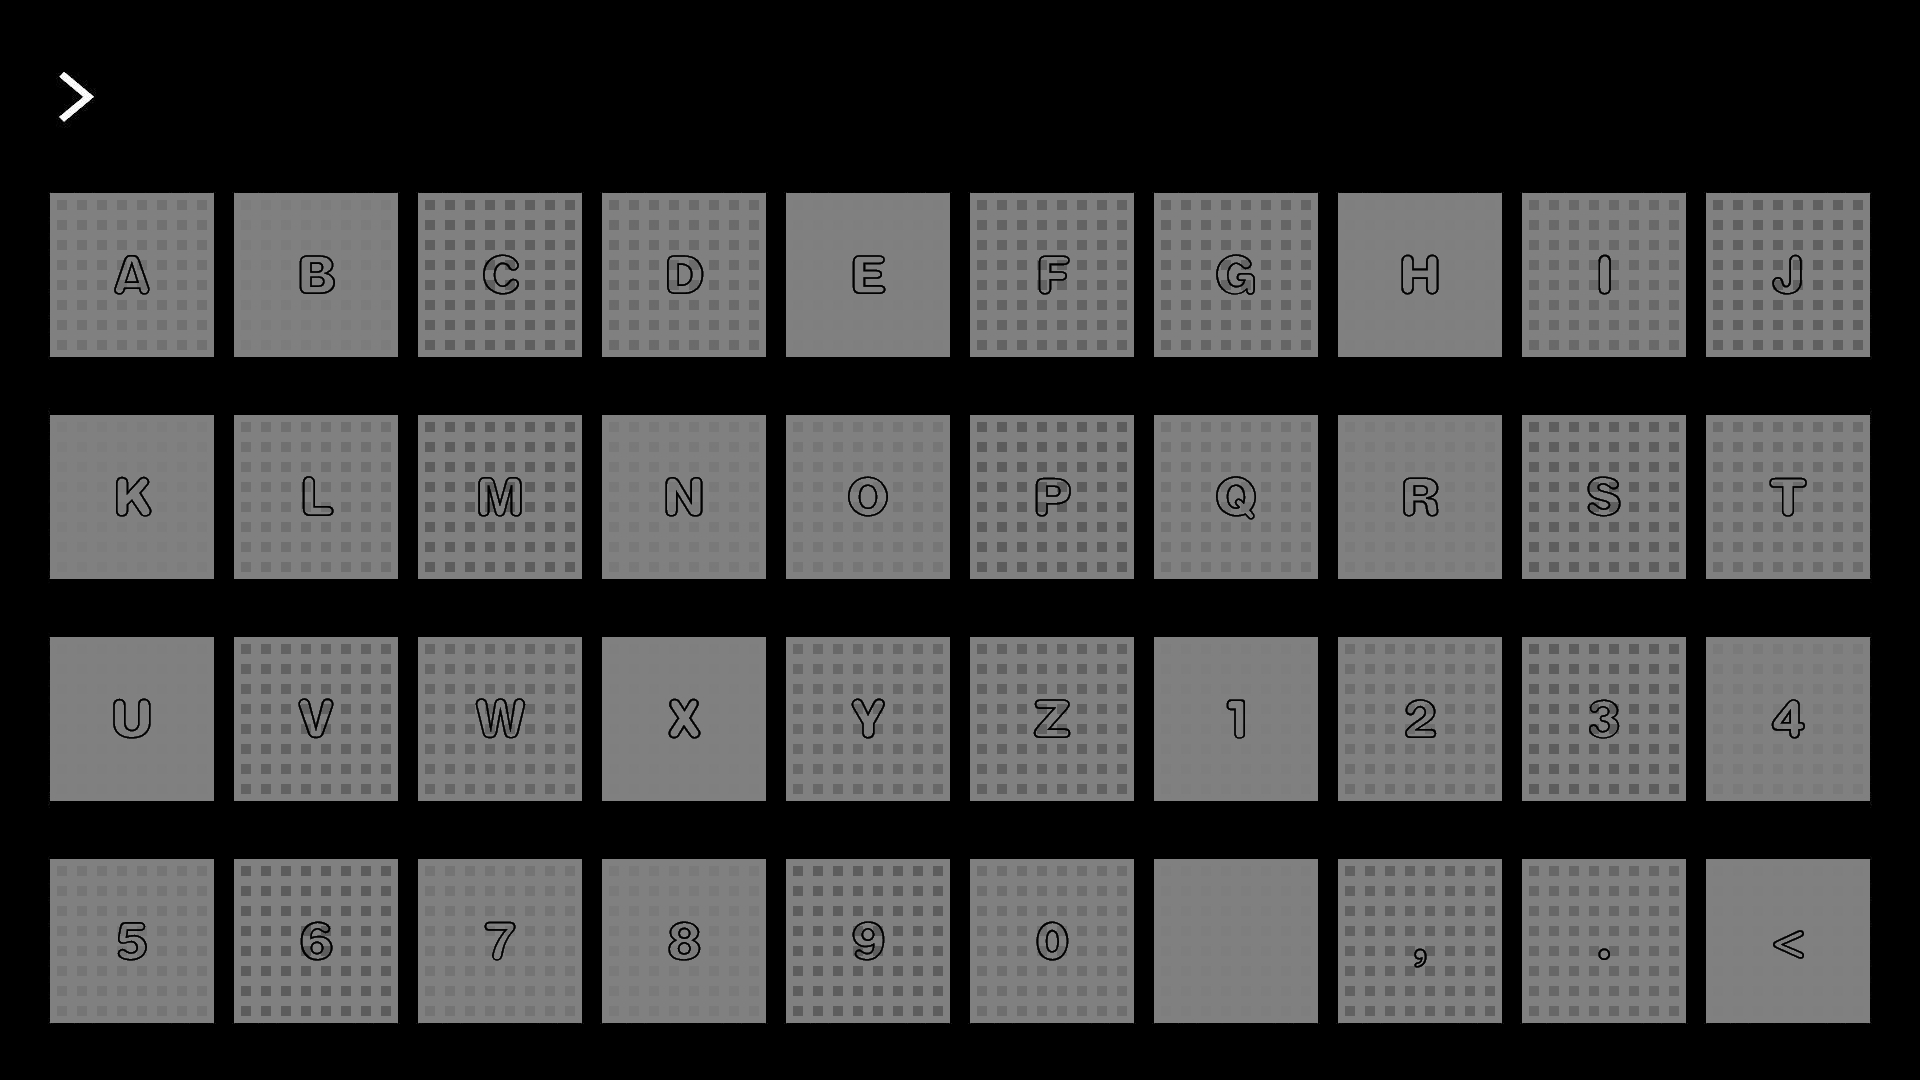 >
A B C D E F G H I J
K L M N O P Q R S T
U V W X Y Z 1 2 3 4
5 6 7 8 9 0 , . <